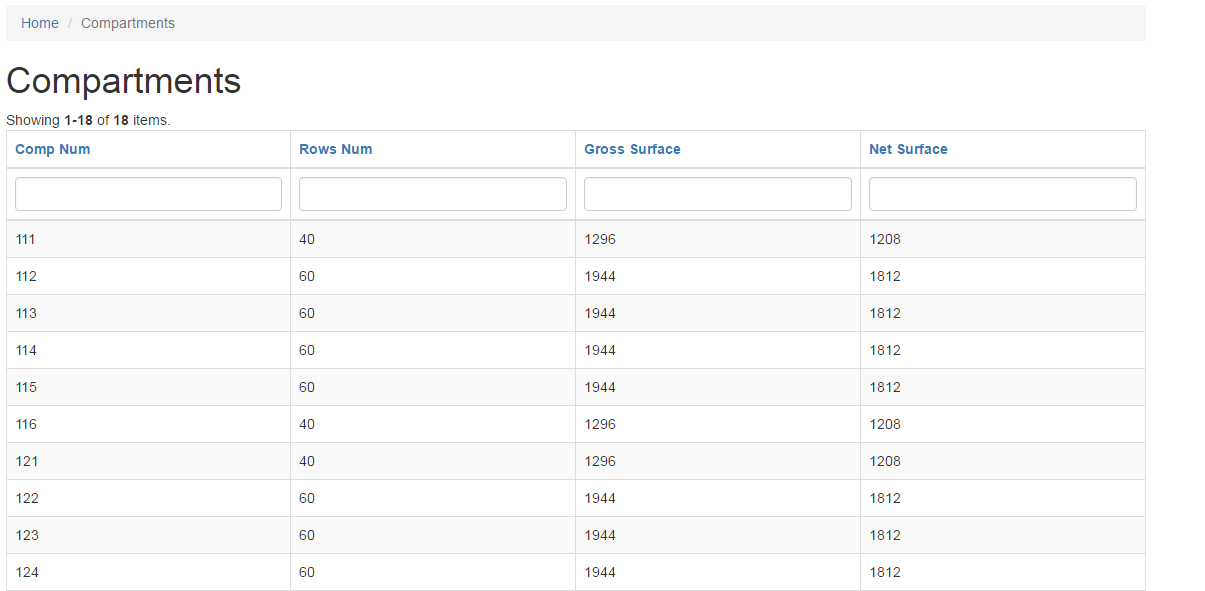 Home / Compartments
Compartments
Showing 1-18 of 18 items.
Comp Num Rows Num Gross Surface Net Surface
111 40 1296 1208
112 60 1944 1812
113 60 1944 1812
114 60 1944 1812
115 60 1944 1812
116 40 1296 1208
121 40 1296 1208
122 60 1944 1812
123 60 1944 1812
124 60 1944 1812